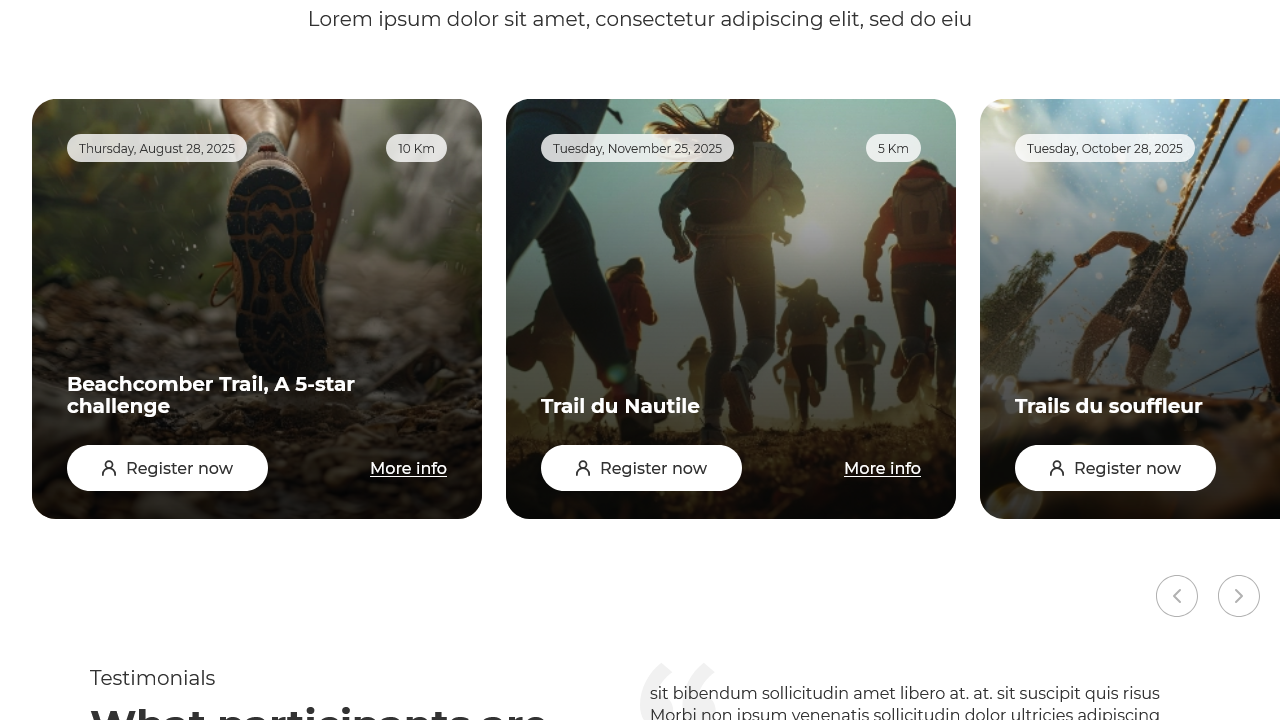 Lorem ipsum dolor sit amet, consectetur adipiscing elit, sed do eiu
Thursday, August 28, 2025
10 Km
Beachcomber Trail, A 5-star
challenge
Register now
More info
Tuesday, November 25, 2025
5 Km
Trail du Nautile
Register now
More info
Tuesday, October 28, 2025
Trails du souffleur
Register now
Testimonials
What participants are
sit bibendum sollicitudin amet libero at. at. sit suscipit quis risus
Morbi non ipsum venenatis sollicitudin dolor ultricies adipiscing